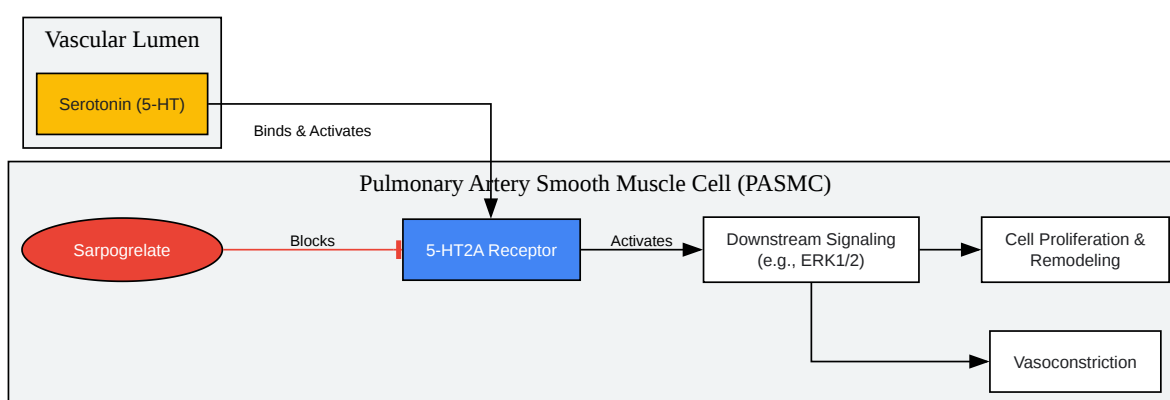 Vascular Lumen
Serotonin (5-HT)
Binds & Activates
Pulmonary Artery Smooth Muscle Cell (PASMC)
Sarpogrelate
Blocks
5-HT2A Receptor
Activates
Downstream Signaling
(e.g., ERK1/2)
Cell Proliferation &
Remodeling
Vasoconstriction